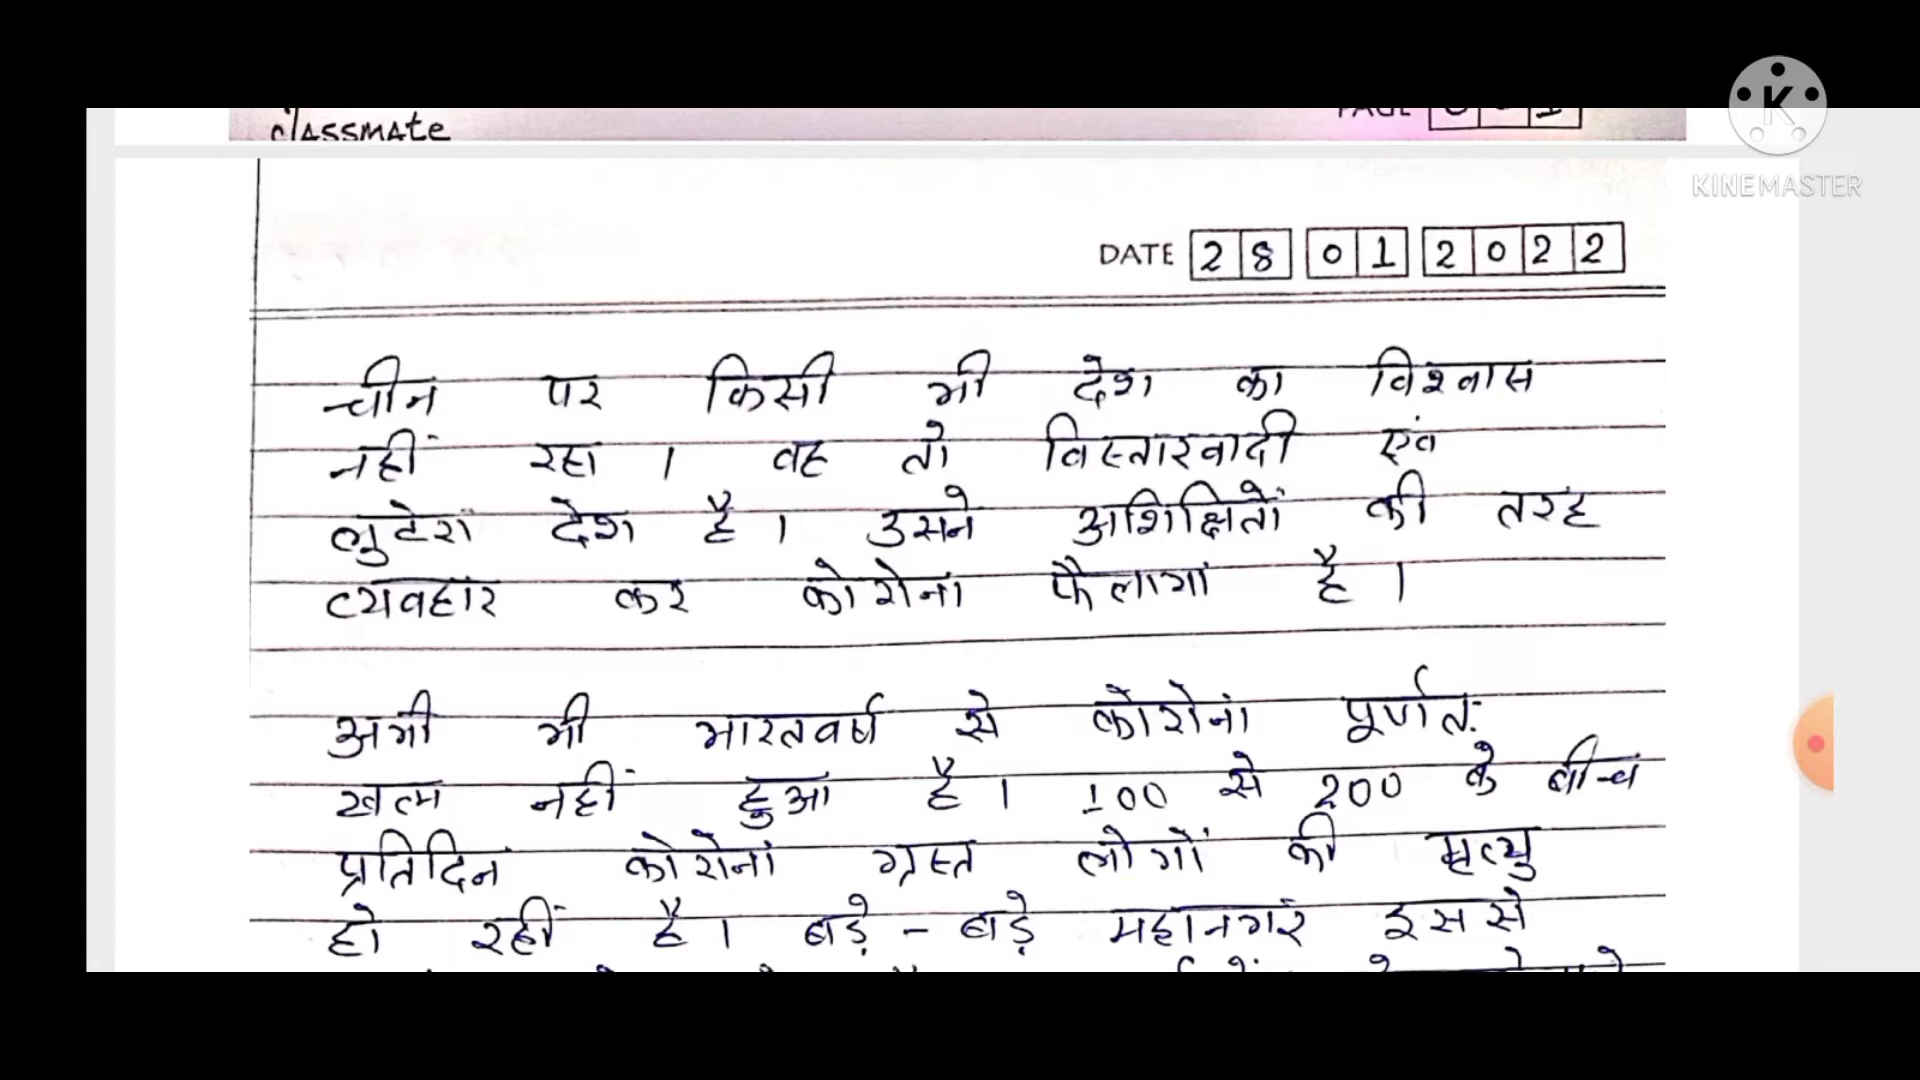 classmate
KINEMASTER
DATE 28 01 2022
चीन पर किसी भी देश का विश्वास
नहीं रहा । वह तो विस्तारवादी एवं
लुटेरा देश है । उसने अशिक्षितों की तरह
व्यवहार कर कोरोना फैलाया है ।
अभी भी भारतवर्ष से कोरोना पूर्णतः
खत्म नहीं हुआ है । 100 से 200 के बीच
प्रतिदिन कोरोना ग्रस्त लोगों की मृत्यु
हो रहीं है । बड़े - बड़े महानगर इससे